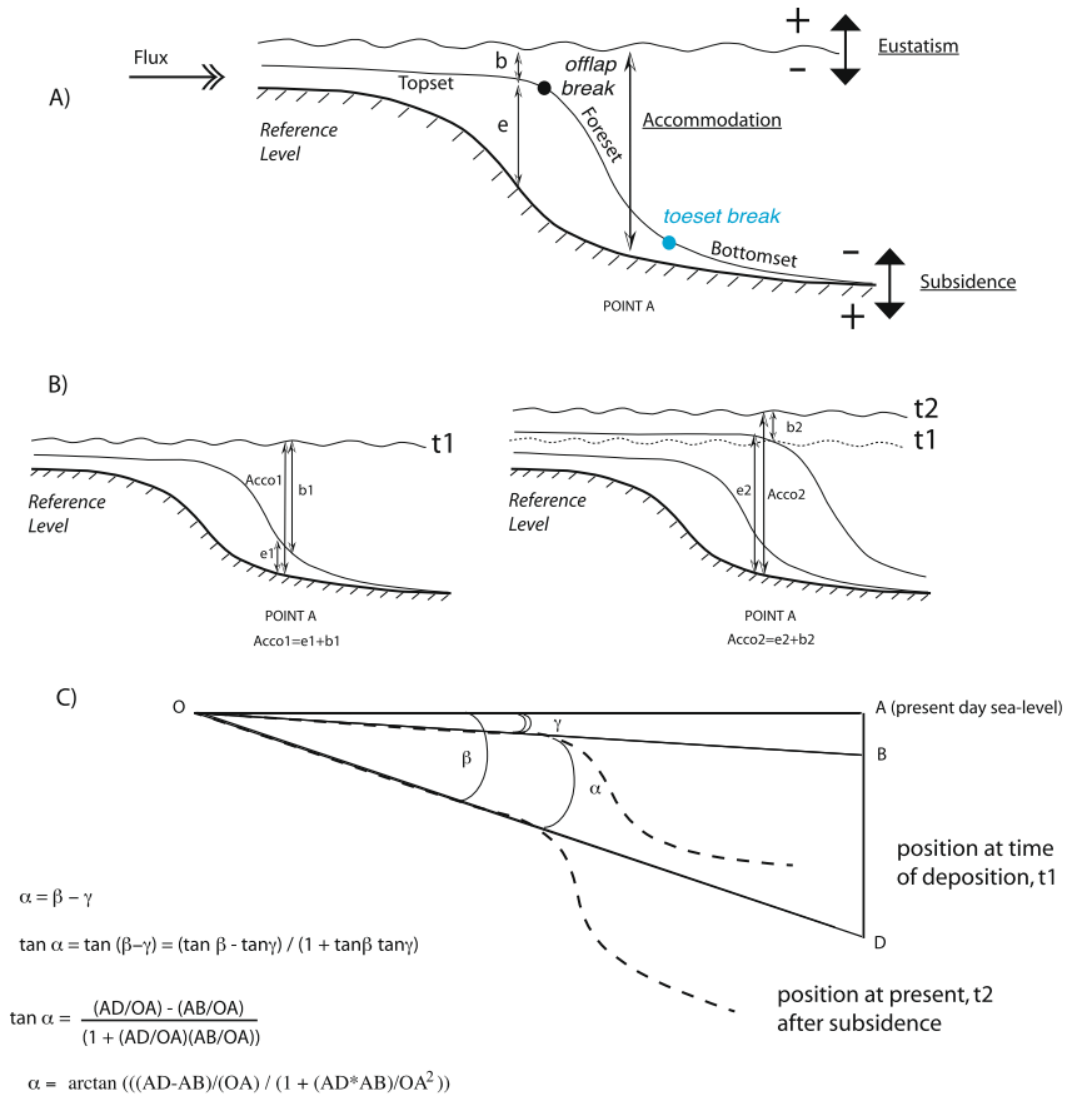 A)
Flux
+
Eustatism
−
b
offlap
break
Topset
e
Foreset
Accommodation
Reference
Level
toeset break
Bottomset
−
Subsidence
+
POINT A
B)
t1
Acco1
b1
e1
Reference
Level
POINT A
Acco1=e1+b1
t2
t1
b2
e2
Acco2
Reference
Level
POINT A
Acco2=e2+b2
C)
O
A (present day sea-level)
γ
B
β
α
position at time
of deposition, t1
D
position at present, t2
after subsidence
α = β − γ
tan α = tan (β−γ) = (tan β - tanγ) / (1 + tanβ tanγ)
tan α = (AD/OA) - (AB/OA)
(1 + (AD/OA)(AB/OA))
α = arctan (((AD-AB)/(OA) / (1 + (AD*AB)/OA²))